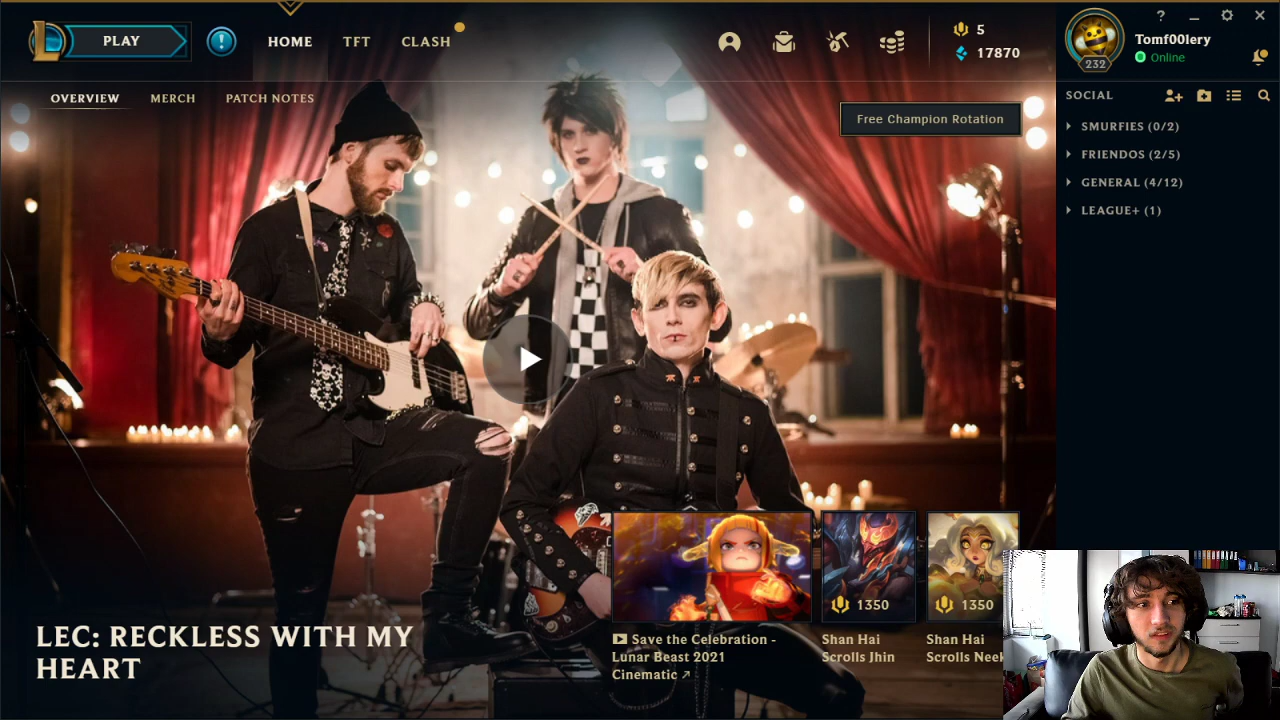 PLAY
HOME
TFT
CLASH
5
17870
?
Tomf00lery
Online
232
OVERVIEW
MERCH
PATCH NOTES
Free Champion Rotation
SOCIAL
SMURFIES (0/2)
FRIENDOS (2/5)
GENERAL (4/12)
LEAGUE+ (1)
LEC: RECKLESS WITH MY
HEART
Save the Celebration -
Lunar Beast 2021
Cinematic
1350
Shan Hai
Scrolls Jhin
1350
Shan Hai
Scrolls Neek